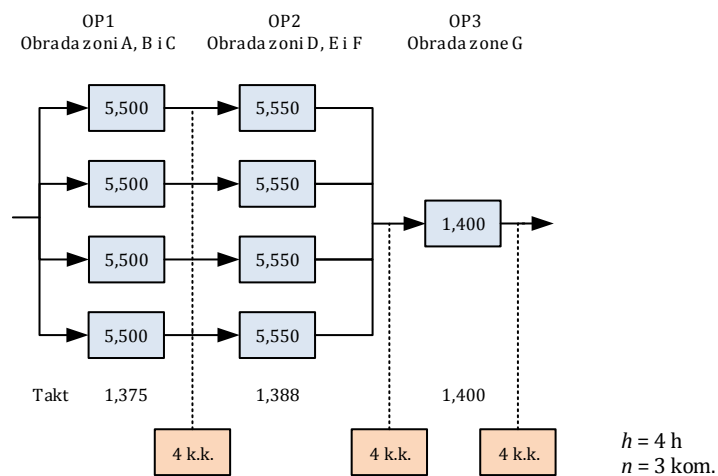 OP1
Obrada zoni A, B i C
OP2
Obrada zoni D, E i F
OP3
Obrada zone G
5,500
5,550
5,500
5,550
1,400
5,500
5,550
5,500
5,550
Takt
1,375
1,388
1,400
4 k.k.
4 k.k.
4 k.k.
h = 4 h
n = 3 kom.